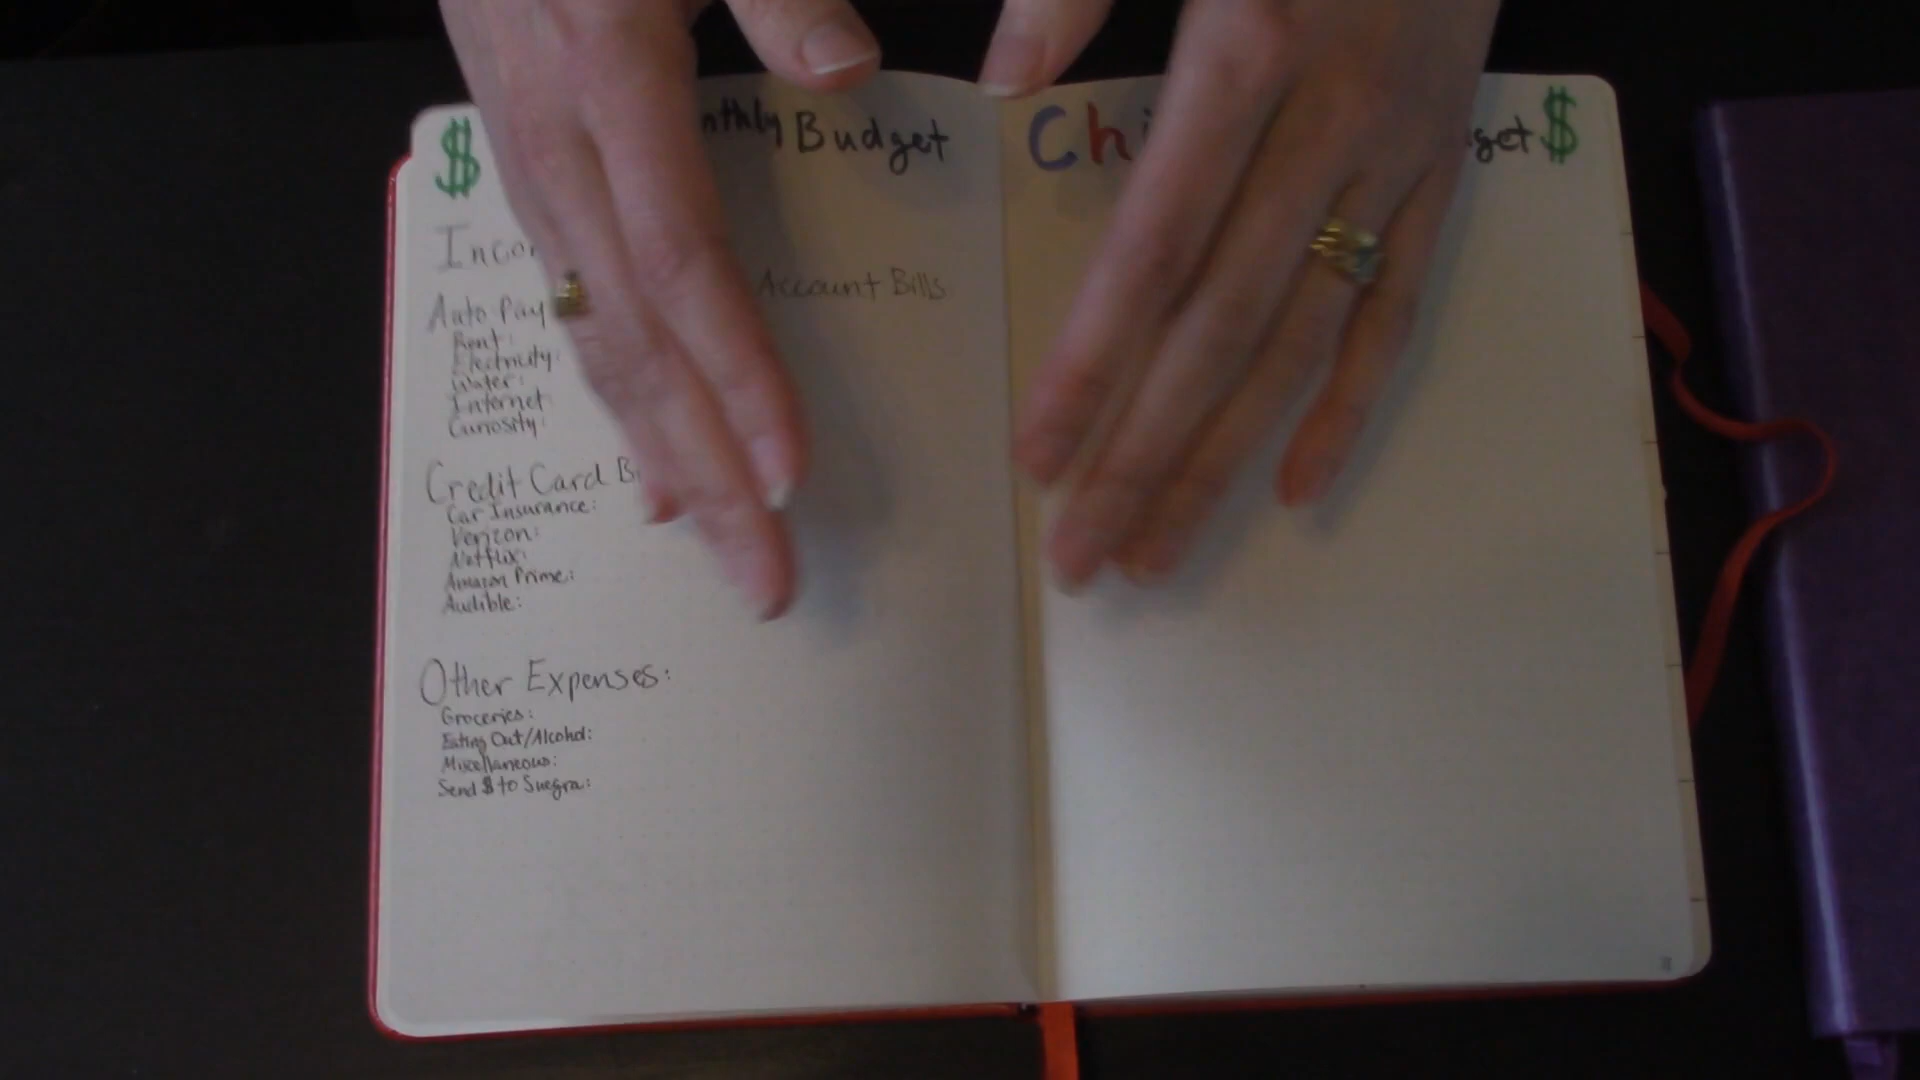 $ nthly Budget
Chi get $
Inco
Auto Pay Account Bills
Rent:
Electricity:
Water:
Internet:
Curiosity:
Credit Card B
Car Insurance:
Verizon:
Netflix:
Amazon Prime:
Audible:
Other Expenses:
Groceries:
Eating Out/Alcohol:
Miscellaneous:
Send $ to Suegra: